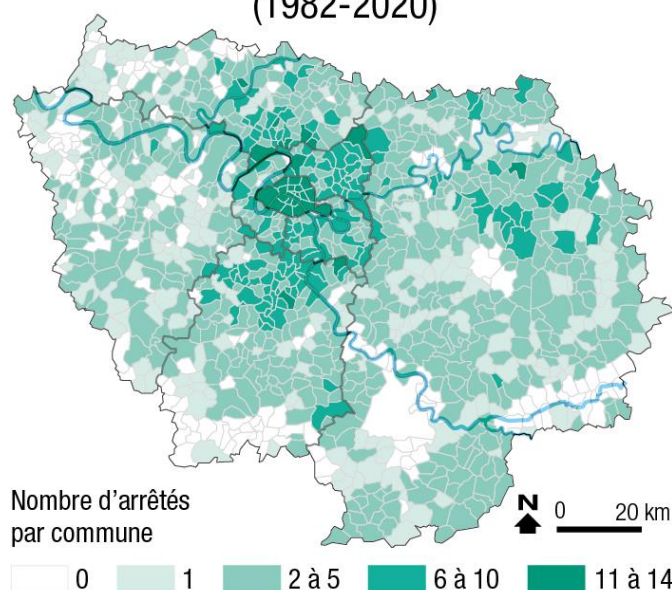 (1982-2020)
Nombre d’arrêtés
par commune
N
0 20 km
0 1 2 à 5 6 à 10 11 à 14